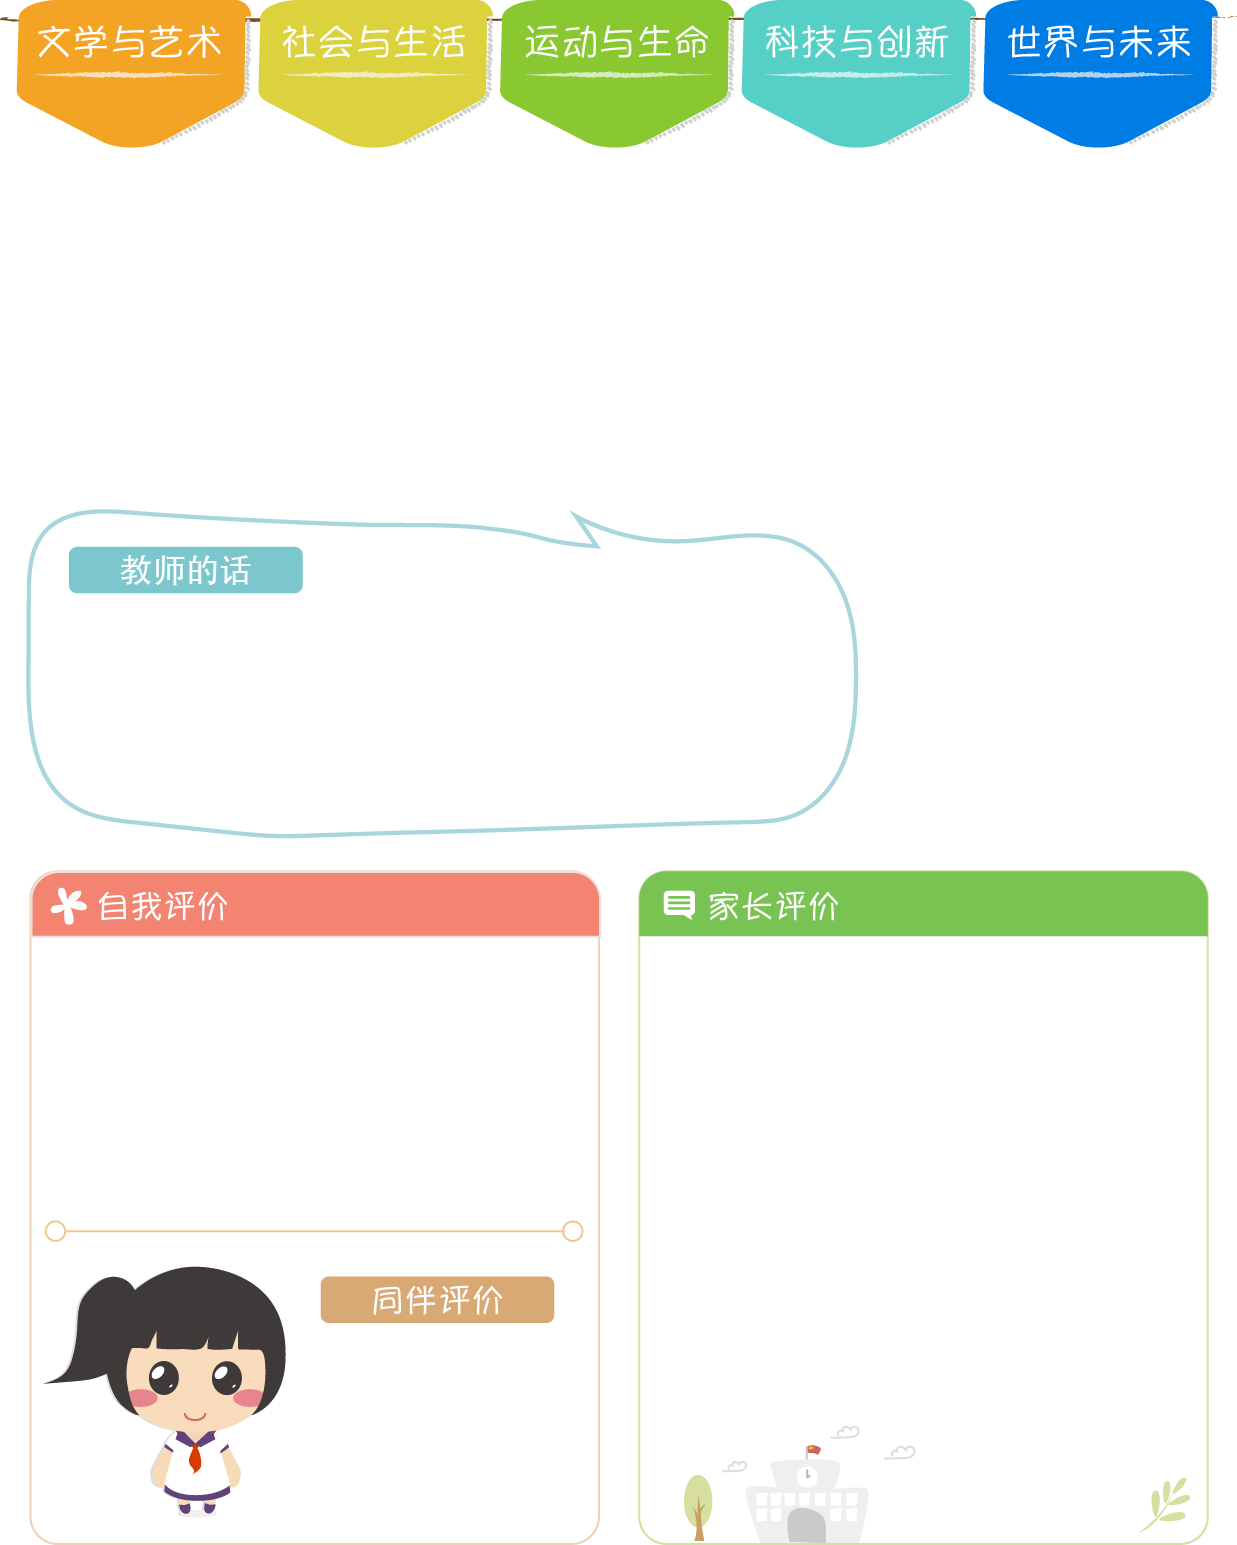 文学与艺术 社会与生活 运动与生命 科技与创新 世界与未来
教师的话
自我评价
家长评价
同伴评价